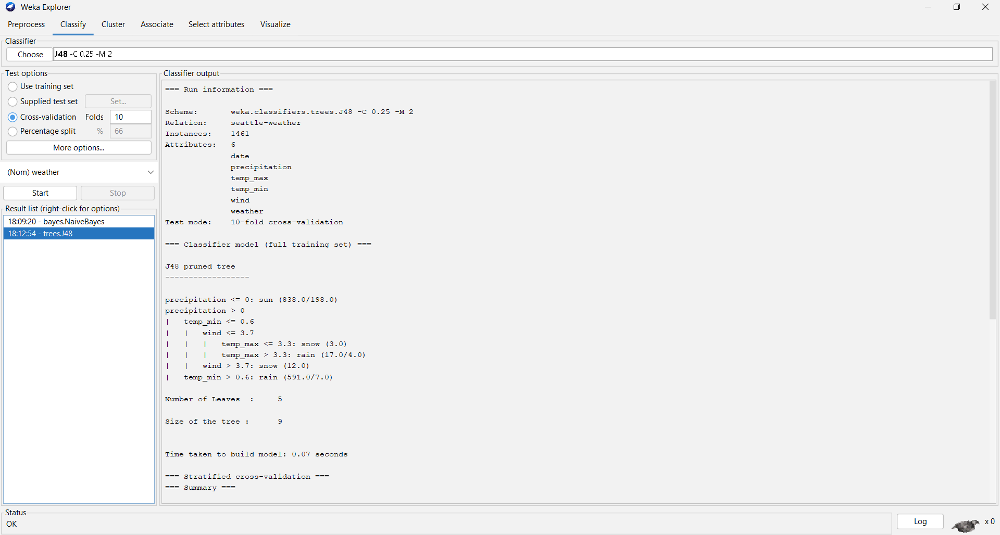 Weka Explorer
Preprocess Classify Cluster Associate Select attributes Visualize
Classifier
Choose J48 -C 0.25 -M 2
Test options
Use training set
Supplied test set Set...
Cross-validation Folds 10
Percentage split % 66
More options...
(Nom) weather
Start Stop
Result list (right-click for options)
18:09:20 - bayes.NaiveBayes
18:12:54 - trees.J48
Classifier output
=== Run information ===
Scheme: weka.classifiers.trees.J48 -C 0.25 -M 2
Relation: seattle-weather
Instances: 1461
Attributes: 6
date
precipitation
temp_max
temp_min
wind
weather
Test mode: 10-fold cross-validation
=== Classifier model (full training set) ===
J48 pruned tree
------------------
precipitation <= 0: sun (838.0/198.0)
precipitation > 0
| temp_min <= 0.6
| | wind <= 3.7
| | | temp_max <= 3.3: snow (3.0)
| | | temp_max > 3.3: rain (17.0/4.0)
| | wind > 3.7: snow (12.0)
| temp_min > 0.6: rain (591.0/7.0)
Number of Leaves : 5
Size of the tree : 9
Time taken to build model: 0.07 seconds
=== Stratified cross-validation ===
=== Summary ===
Status
OK
Log x 0